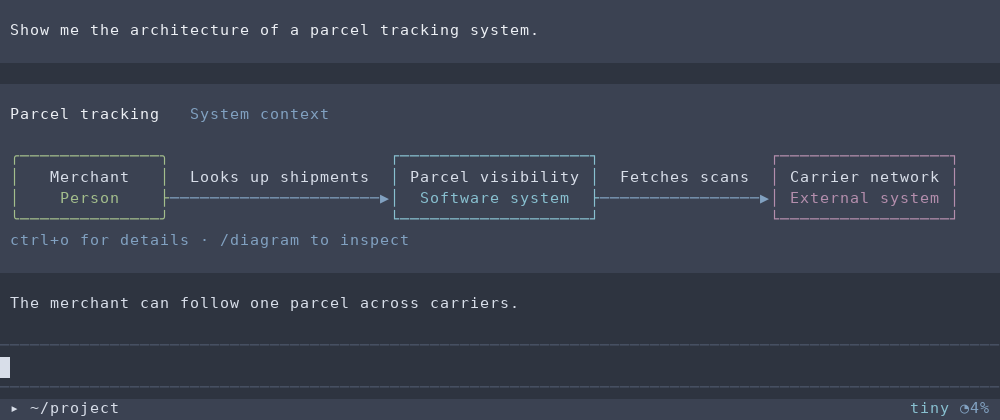 Show me the architecture of a parcel tracking system.
Parcel tracking   System context
Merchant   Looks up shipments   Parcel visibility   Fetches scans   Carrier network
Person   Software system   External system
ctrl+o for details · /diagram to inspect
The merchant can follow one parcel across carriers.
▸ ~/project   tiny ◔4%